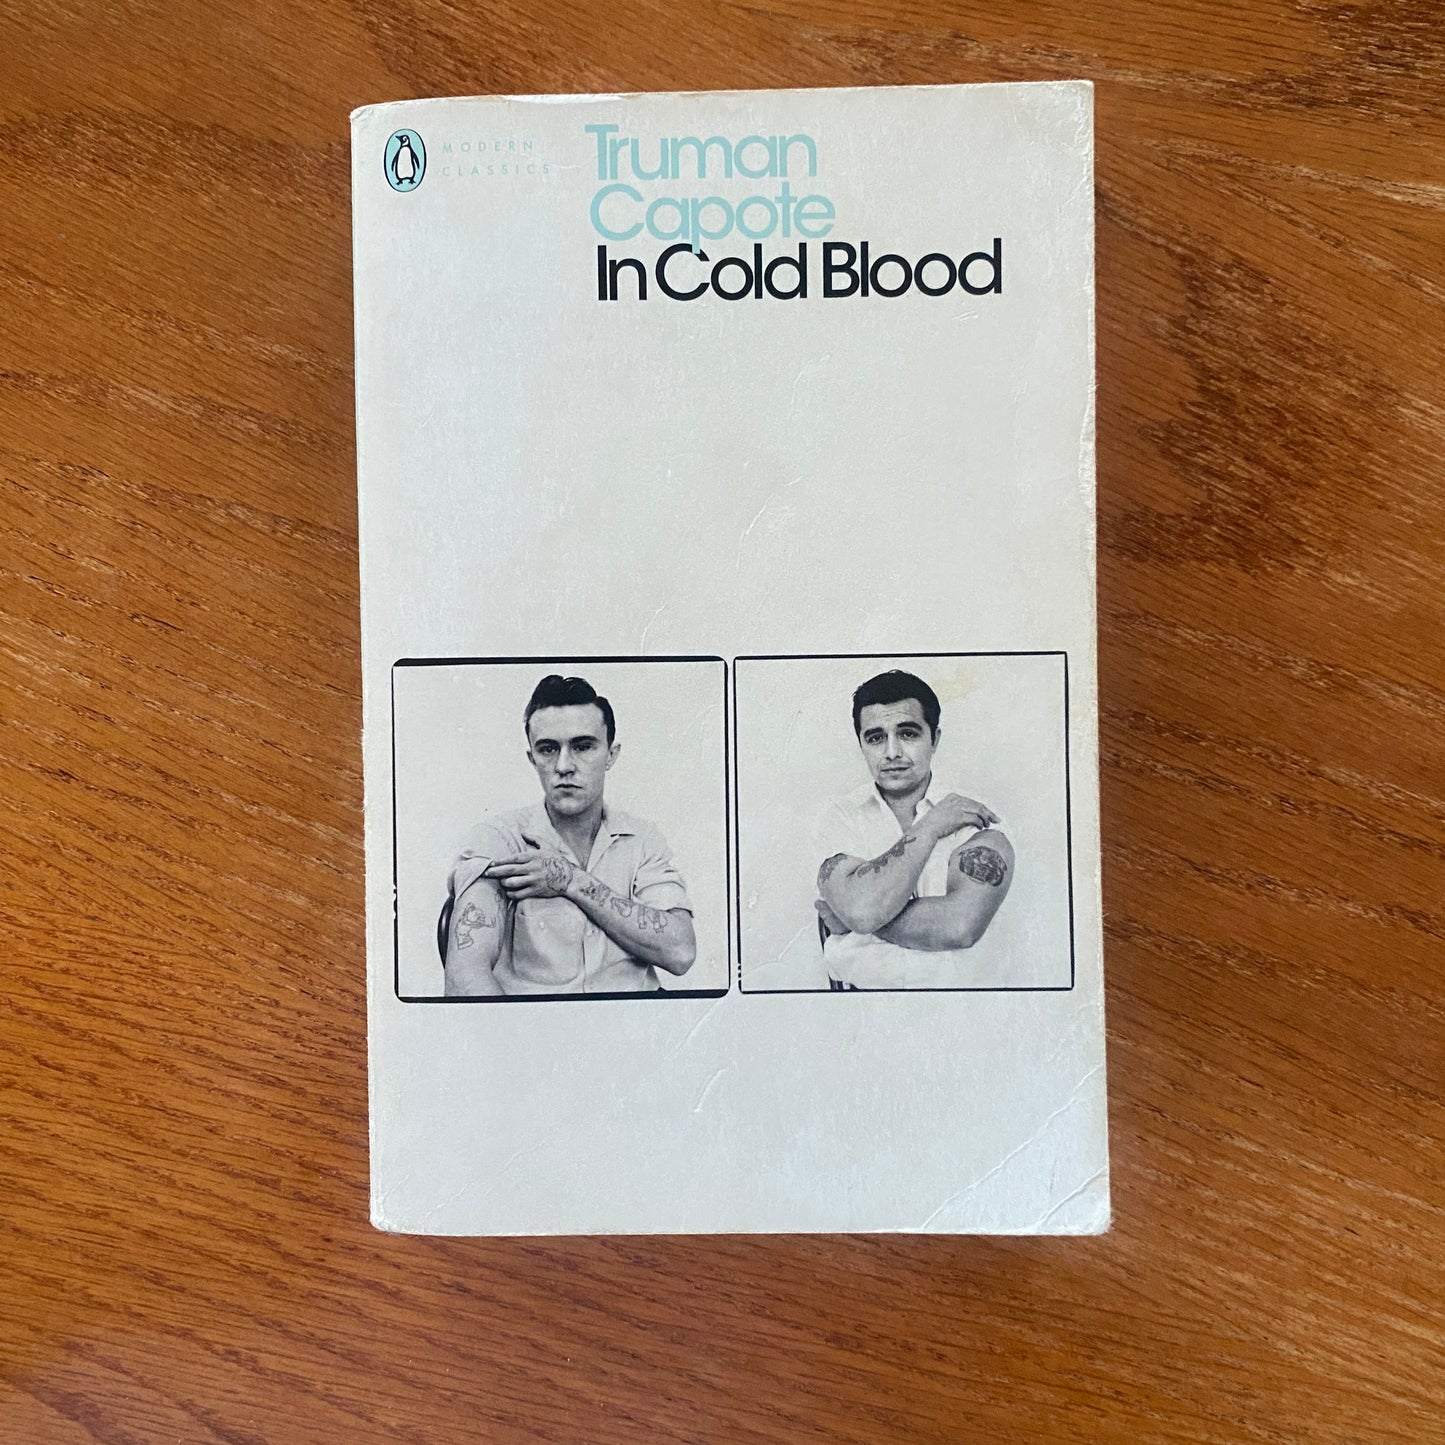 MODERN
CLASSICS
Truman
Capote
In Cold Blood